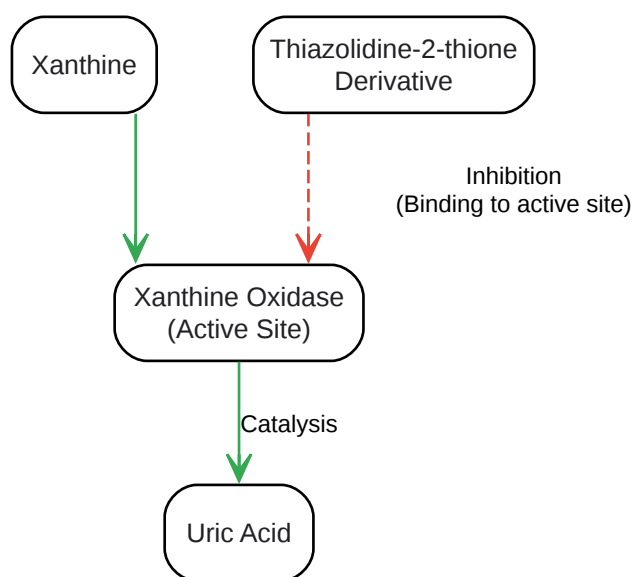 Xanthine
Thiazolidine-2-thione
Derivative
Inhibition
(Binding to active site)
Xanthine Oxidase
(Active Site)
Catalysis
Uric Acid